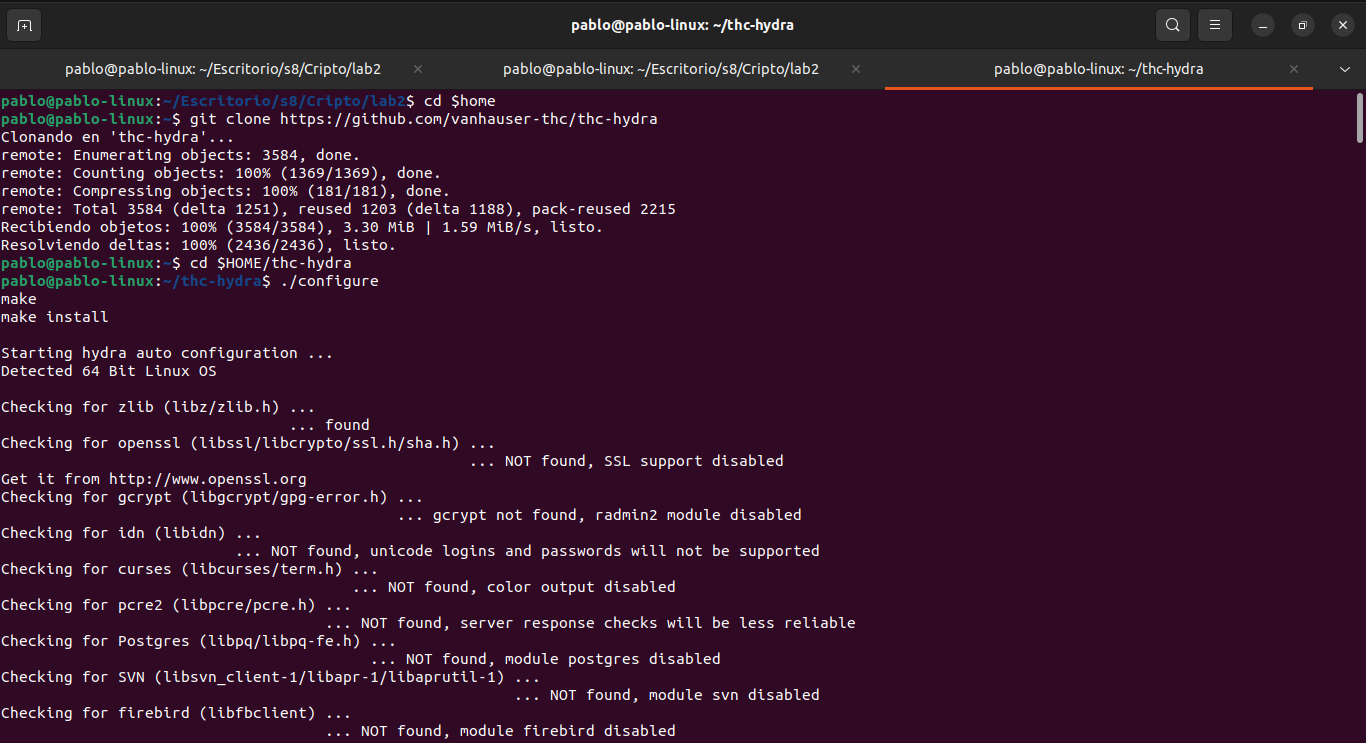 pablo@pablo-linux: ~/thc-hydra
pablo@pablo-linux: ~/Escritorio/s8/Cripto/lab2
pablo@pablo-linux: ~/Escritorio/s8/Cripto/lab2
pablo@pablo-linux: ~/thc-hydra
pablo@pablo-linux:~/Escritorio/s8/Cripto/lab2$ cd $home
pablo@pablo-linux:~$ git clone https://github.com/vanhauser-thc/thc-hydra
Clonando en 'thc-hydra'...
remote: Enumerating objects: 3584, done.
remote: Counting objects: 100% (1369/1369), done.
remote: Compressing objects: 100% (181/181), done.
remote: Total 3584 (delta 1251), reused 1203 (delta 1188), pack-reused 2215
Recibiendo objetos: 100% (3584/3584), 3.30 MiB | 1.59 MiB/s, listo.
Resolviendo deltas: 100% (2436/2436), listo.
pablo@pablo-linux:~$ cd $HOME/thc-hydra
pablo@pablo-linux:~/thc-hydra$ ./configure
make
make install
Starting hydra auto configuration ...
Detected 64 Bit Linux OS
Checking for zlib (libz/zlib.h) ...
... found
Checking for openssl (libssl/libcrypto/ssl.h/sha.h) ...
... NOT found, SSL support disabled
Get it from http://www.openssl.org
Checking for gcrypt (libgcrypt/gpg-error.h) ...
... gcrypt not found, radmin2 module disabled
Checking for idn (libidn) ...
... NOT found, unicode logins and passwords will not be supported
Checking for curses (libcurses/term.h) ...
... NOT found, color output disabled
Checking for pcre2 (libpcre/pcre.h) ...
... NOT found, server response checks will be less reliable
Checking for Postgres (libpq/libpq-fe.h) ...
... NOT found, module postgres disabled
Checking for SVN (libsvn_client-1/libapr-1/libaprutil-1) ...
... NOT found, module svn disabled
Checking for firebird (libfbclient) ...
... NOT found, module firebird disabled